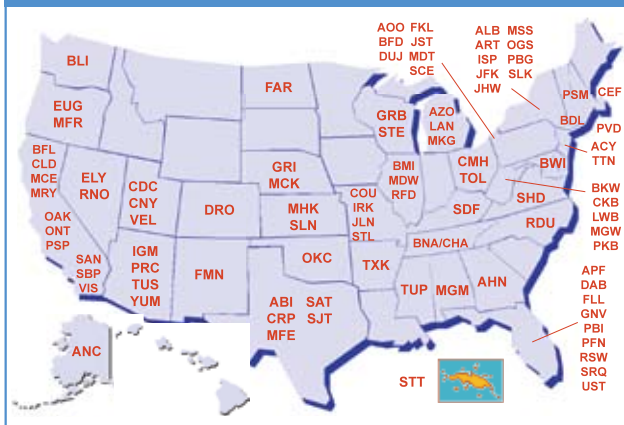 AOO FKL
BFD JST
DUJ MDT
SCE
ALB MSS
ART OGS
ISP PBG
JFK SLK
JHW
BLI
EUG
MFR
FAR
GRB
STE
AZO
LAN
MKG
PSM
CEF
BDL
PVD
ACY
TTN
BWI
BFL
CLD
MCE
MRY
ELY
RNO
CDC
CNY
VEL
DRO
GRI
MCK
MHK
SLN
COU
IRK
JLN
STL
BMI
MDW
RFD
CMH
TOL
SDF
SHD
RDU
BKW
CKB
LWB
MGW
PKB
OAK
ONT
PSP
SAN
SBP
VIS
IGM
PRC
TUS
YUM
FMN
OKC
TXK
BNA/CHA
TUP
MGM
AHN
ABI SAT
CRP SJT
MFE
APF
DAB
FLL
GNV
PBI
PFN
RSW
SRQ
UST
ANC
STT